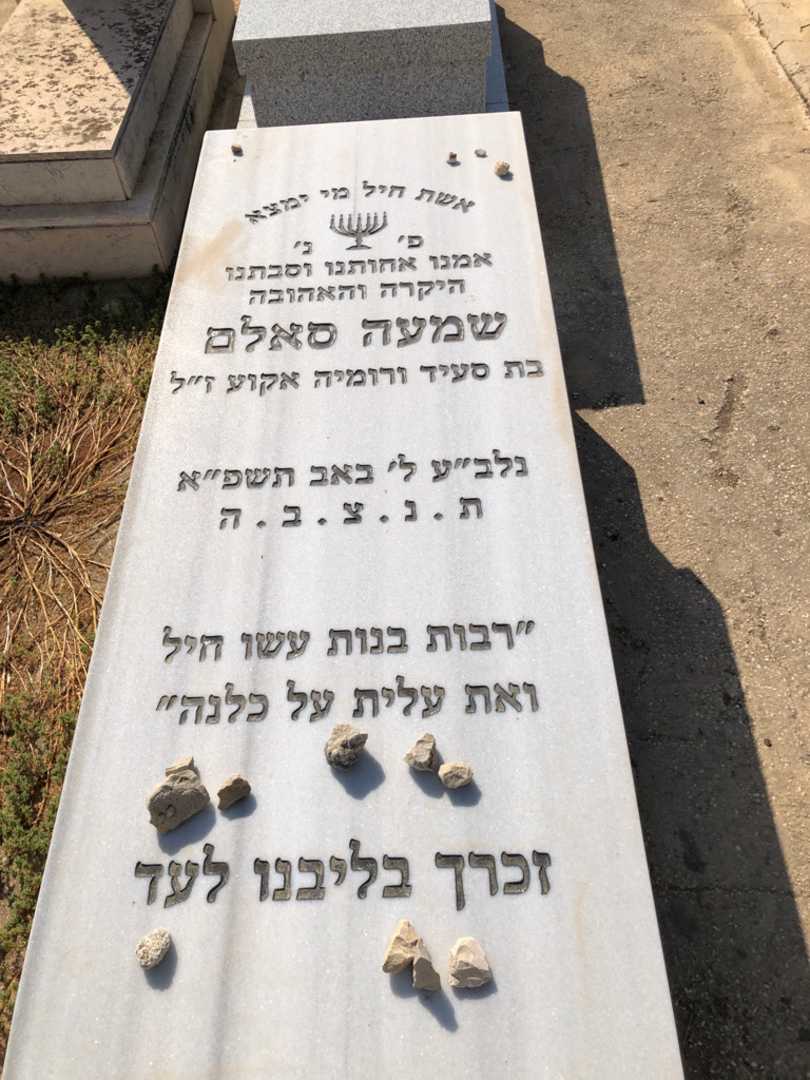 אשת חיל מי ימצא
פ׳ נ׳
אמנו אחותנו וסבתנו
היקרה והאהובה
שמעה סאלם
בת סעיד ורומיה אקוע ז״ל
נלב״ע ל׳ באב תשפ״א
ת . נ . צ . ב . ה
״רבות בנות עשו חיל
ואת עלית על כלנה״
זכרך בליבנו לעד